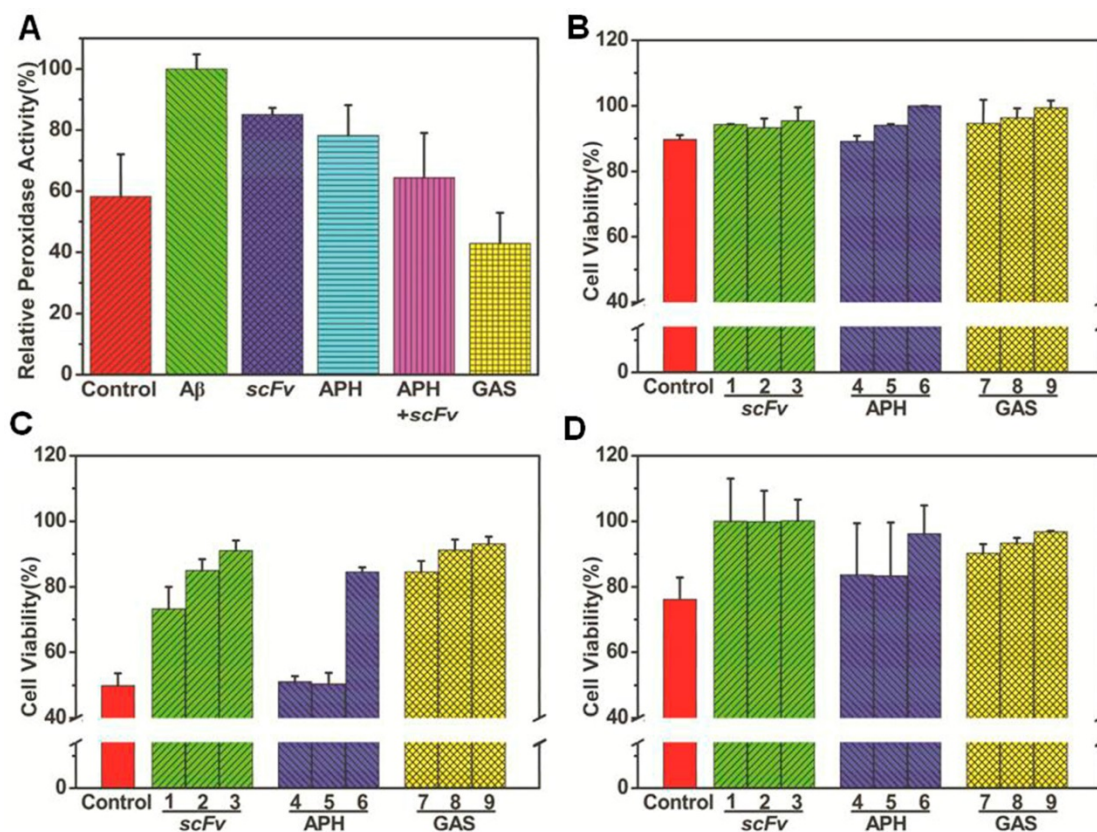 A
Relative Peroxidase Activity(%)
100
80
60
40
20
0
Control Aβ scFv APH APH GAS
+scFv
B
Cell Viability(%)
120
100
80
60
40
0
Control 1 2 3 4 5 6 7 8 9
scFv APH GAS
C
Cell Viability(%)
120
100
80
60
40
0
Control 1 2 3 4 5 6 7 8 9
scFv APH GAS
D
Cell Viability(%)
120
100
80
60
40
0
Control 1 2 3 4 5 6 7 8 9
scFv APH GAS